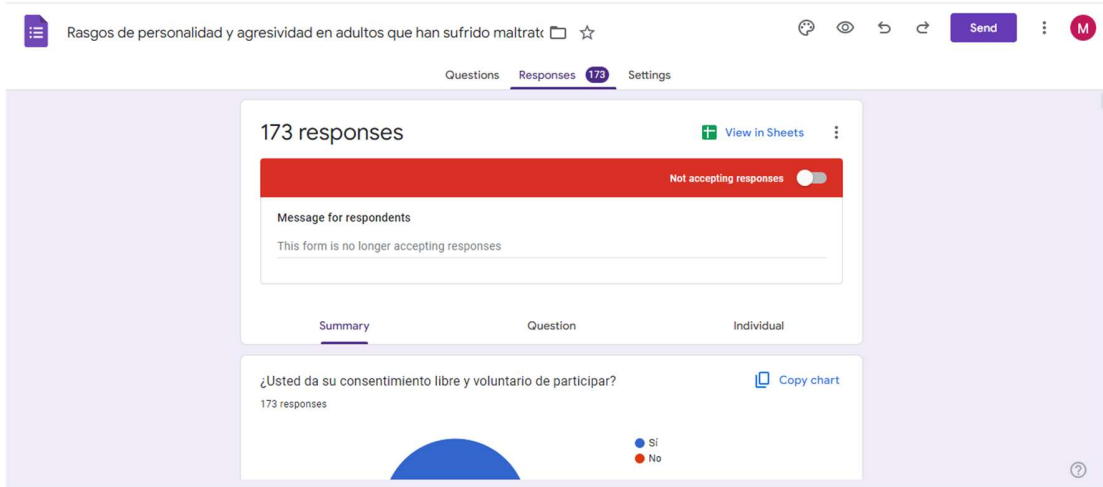 Rasgos de personalidad y agresividad en adultos que han sufrido maltrato
Send
M
Questions Responses 173 Settings
173 responses
View in Sheets
Not accepting responses
Message for respondents
This form is no longer accepting responses
Summary Question Individual
¿Usted da su consentimiento libre y voluntario de participar?
Copy chart
173 responses
Sí
No